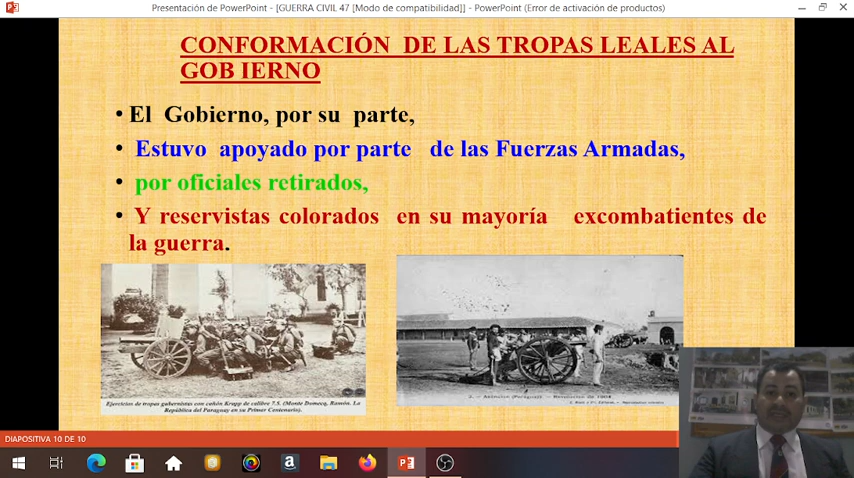 Presentación de PowerPoint - [GUERRA CIVIL 47 [Modo de compatibilidad]] - PowerPoint (Error de activación de productos)
CONFORMACIÓN DE LAS TROPAS LEALES AL
GOB IERNO
• El Gobierno, por su parte,
• Estuvo apoyado por parte de las Fuerzas Armadas,
• por oficiales retirados,
• Y reservistas colorados en su mayoría excombatientes de
la guerra.
Ejercicios de tropas gubernistas con cañón Krupp de calibre 7.5. (Monte Domecq, Ramón. La
República del Paraguay en su Primer Centenario).
Asunción (Paraguay). - Revolución de 1904
DIAPOSITIVA 10 DE 10